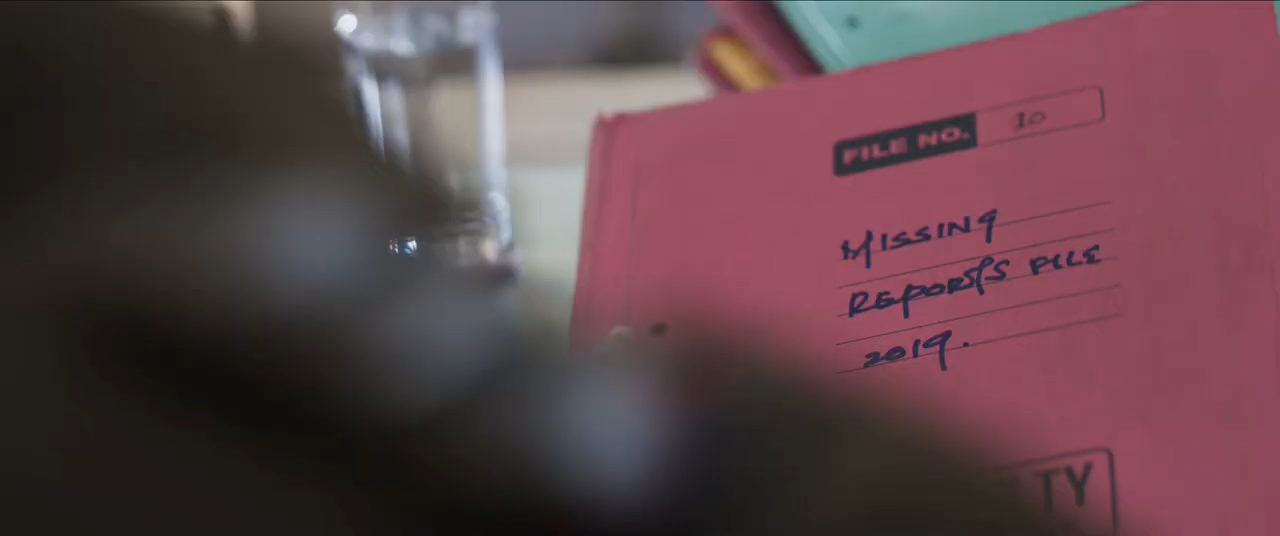 FILE NO. 10
MISSING
REPORTS FILE
2019.
TY